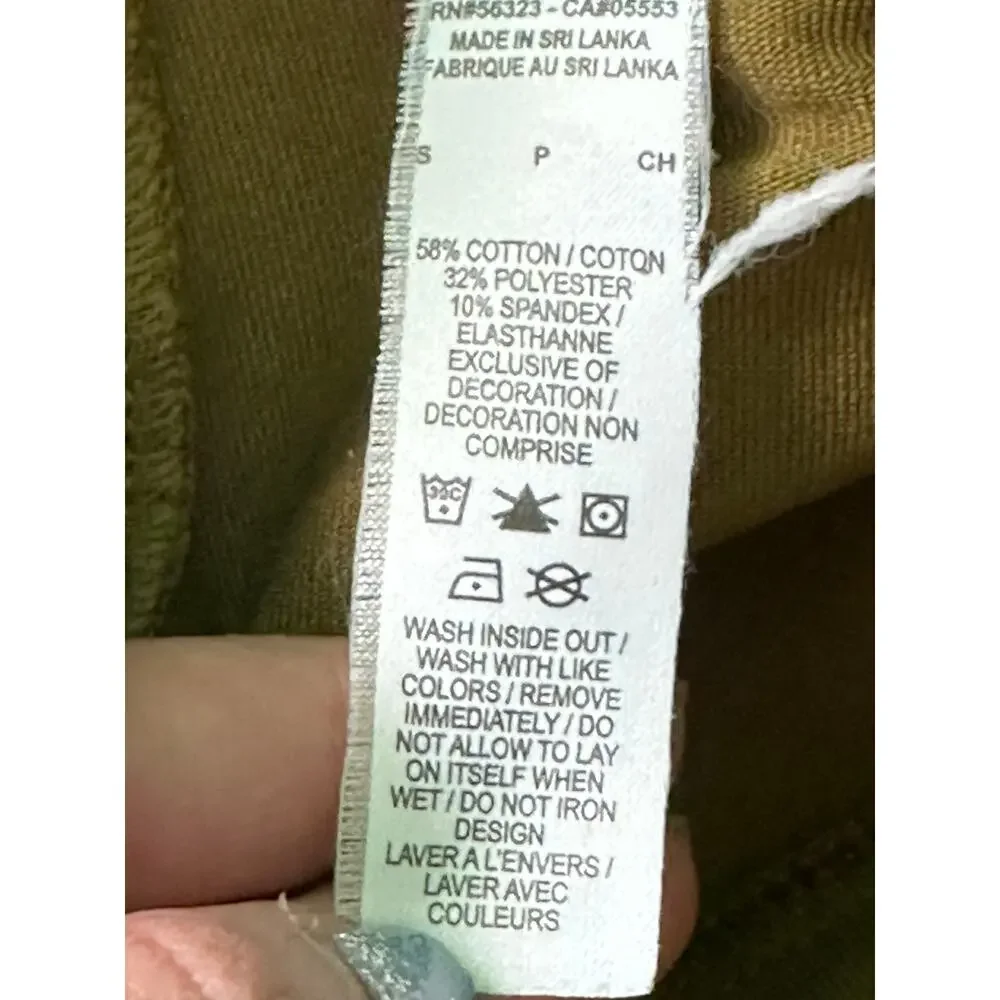 RN#56323 - CA#05553
MADE IN SRI LANKA
FABRIQUE AU SRI LANKA
S P CH
58% COTTON / COTON
32% POLYESTER
10% SPANDEX /
ELASTHANNE
EXCLUSIVE OF
DECORATION /
DECORATION NON
COMPRISE
30C
WASH INSIDE OUT /
WASH WITH LIKE
COLORS / REMOVE
IMMEDIATELY / DO
NOT ALLOW TO LAY
ON ITSELF WHEN
WET / DO NOT IRON
DESIGN
LAVER A L'ENVERS /
LAVER AVEC
COULEURS